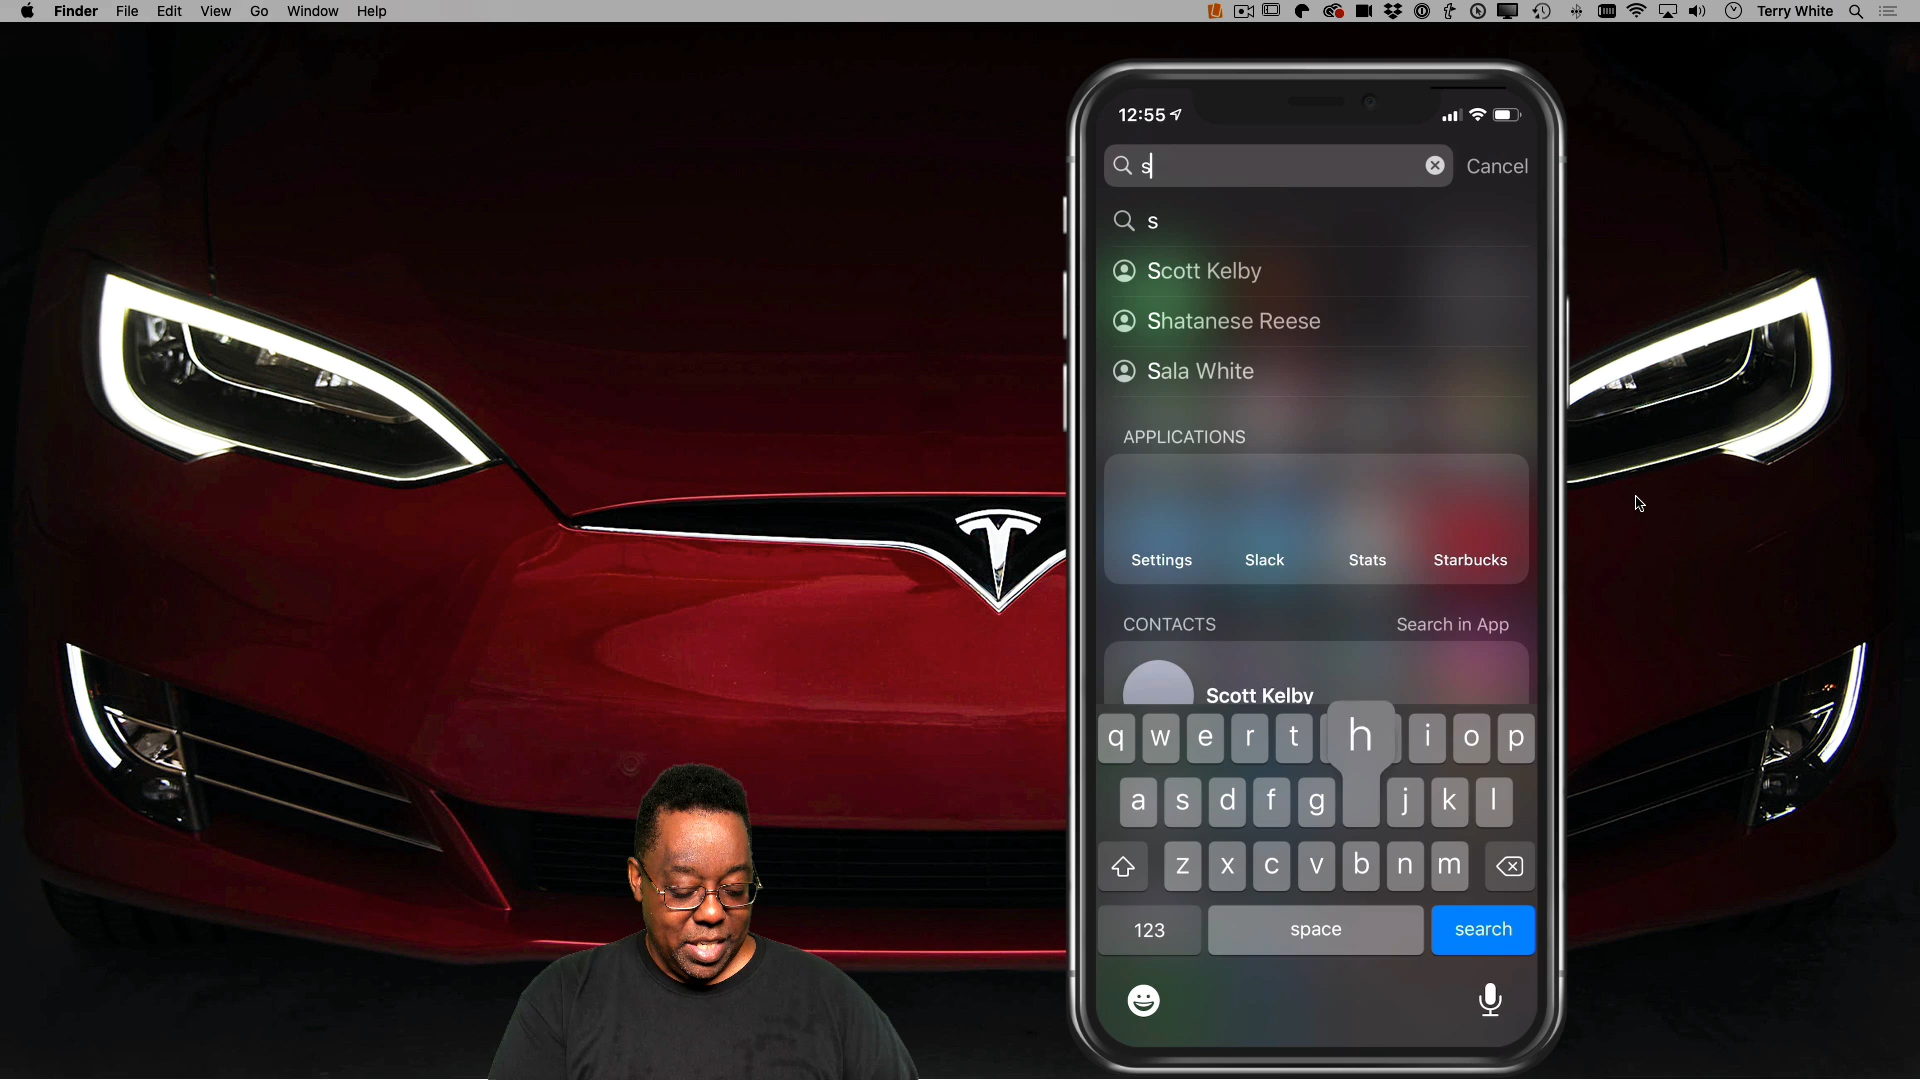 Finder File Edit View Go Window Help Terry White
12:55
s Cancel
s
Scott Kelby
Shatanese Reese
Sala White
APPLICATIONS
Settings Slack Stats Starbucks
CONTACTS Search in App
Scott Kelby
q w e r t h i o p
a s d f g j k l
z x c v b n m
123 space search